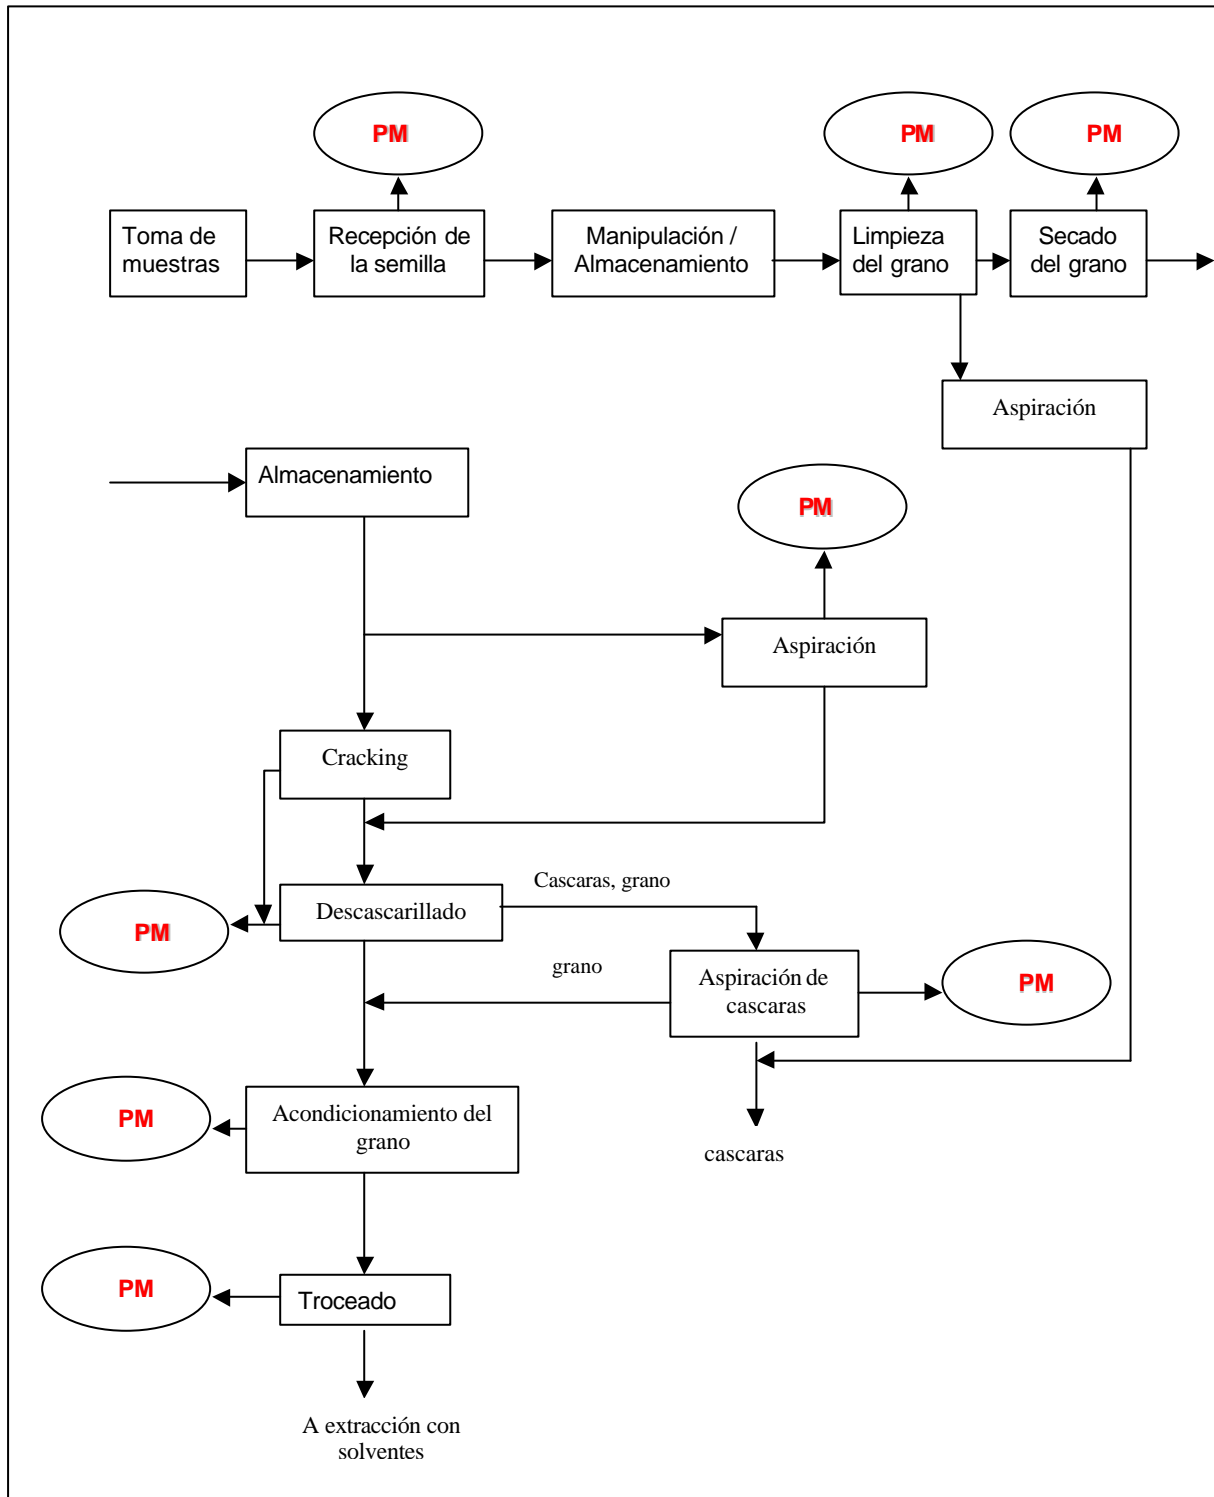 PM
PM
PM
Toma de
muestras
Recepción de
la semilla
Manipulación /
Almacenamiento
Limpieza
del grano
Secado
del grano
Aspiración
Almacenamiento
PM
Aspiración
Cracking
Cascaras, grano
Descascarillado
PM
grano
Aspiración de
cascaras
PM
Acondicionamiento del
grano
PM
cascaras
Troceado
PM
A extracción con
solventes